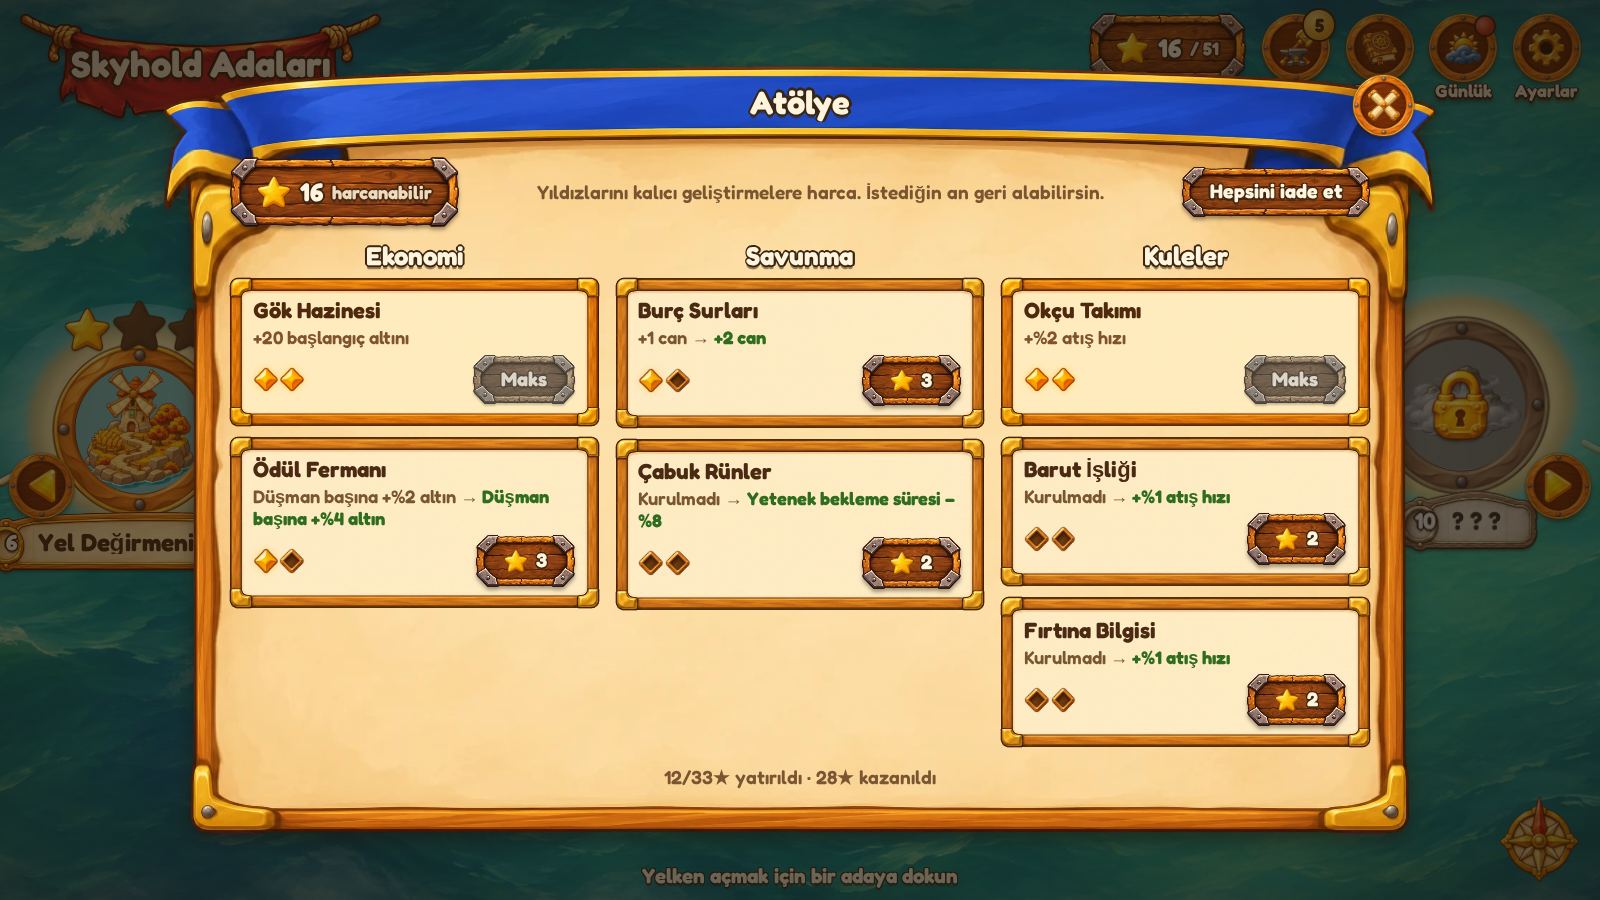 Skyhold Adaları
16 / 51
5
Günlük
Ayarlar
Atölye
16 harcanabilir
Yıldızlarını kalıcı geliştirmelere harca. İstediğin an geri alabilirsin.
Hepsini iade et
Ekonomi
Gök Hazinesi
+20 başlangıç altını
Maks
Ödül Fermanı
Düşman başına +%2 altın → Düşman
başına +%4 altın
3
Savunma
Burç Surları
+1 can → +2 can
3
Çabuk Rünler
Kurulmadı → Yetenek bekleme süresi –
%8
2
Kuleler
Okçu Takımı
+%2 atış hızı
Maks
Barut İşliği
Kurulmadı → +%1 atış hızı
2
Fırtına Bilgisi
Kurulmadı → +%1 atış hızı
2
6 Yel Değirmeni
10 ? ? ?
12/33★ yatırıldı · 28★ kazanıldı
Yelken açmak için bir adaya dokun